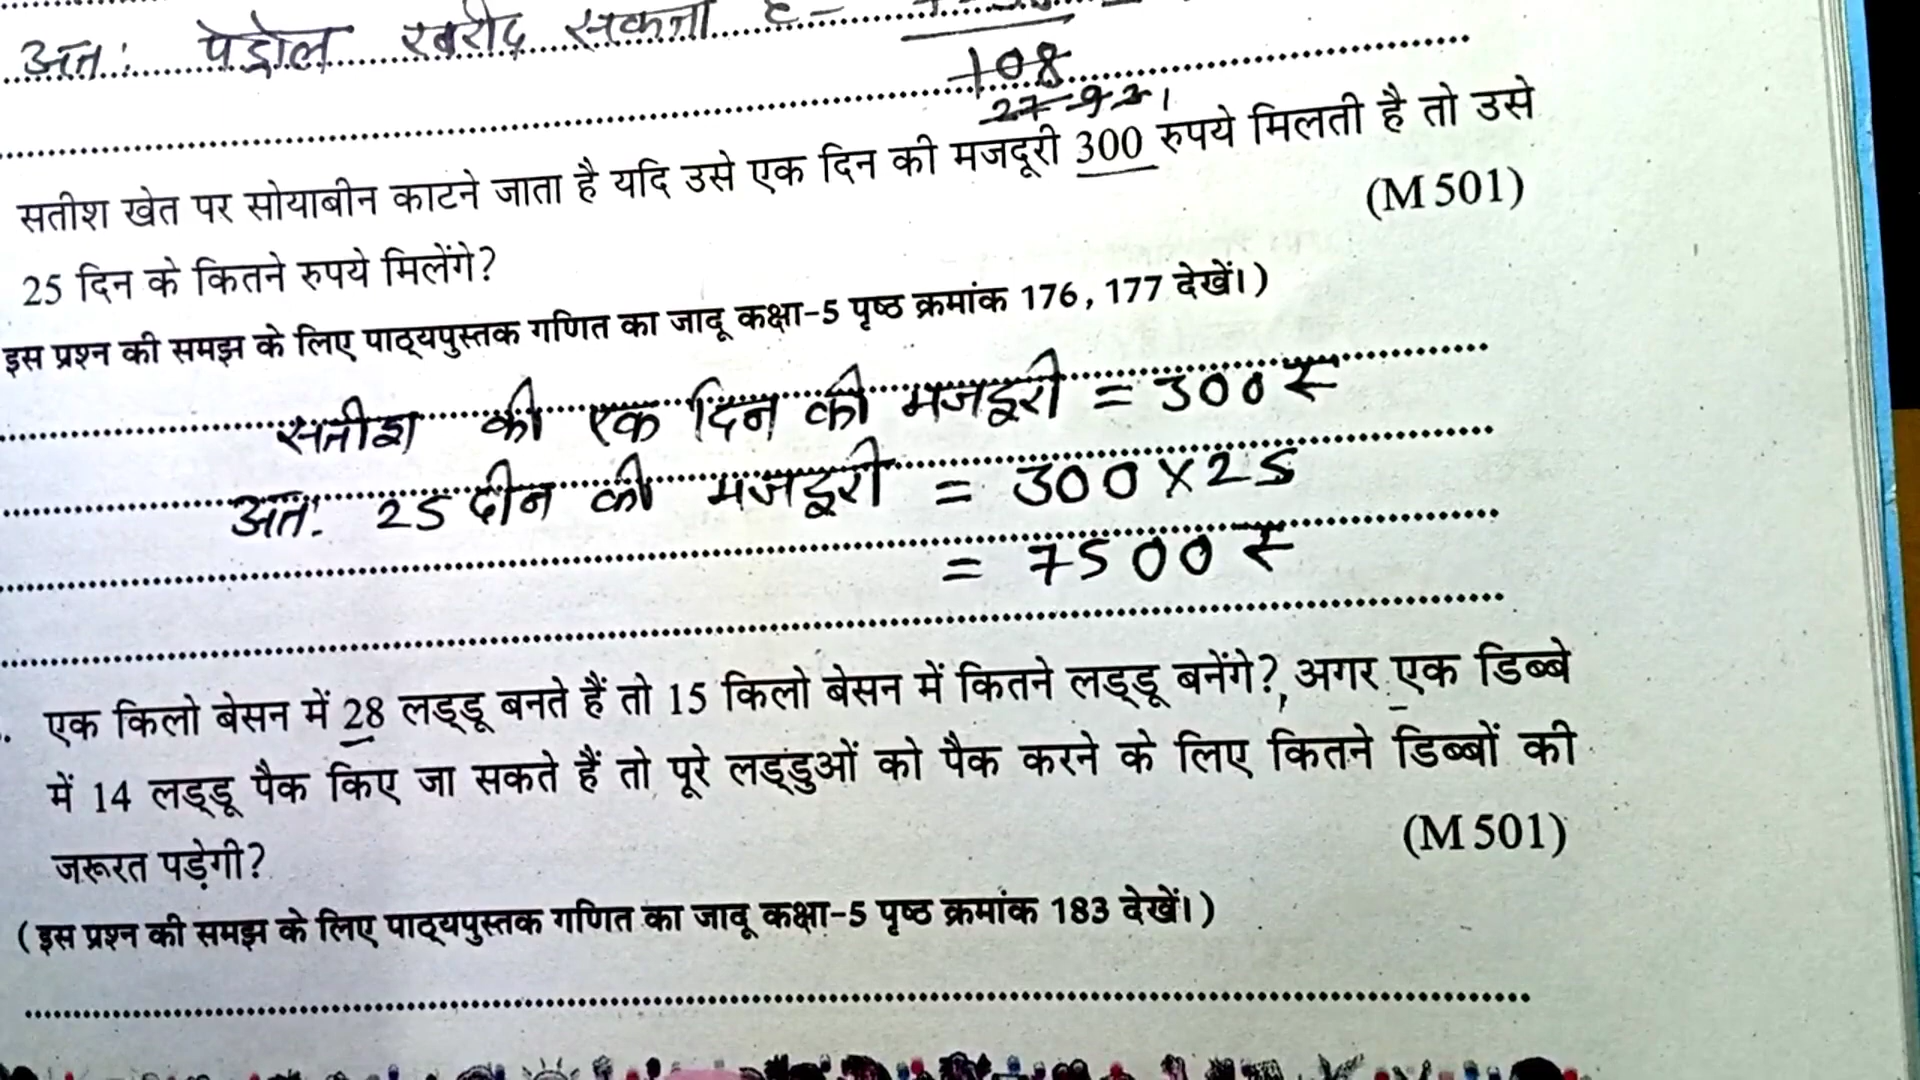 अतः पेट्रोल खरीद सकता है -
108
सतीश खेत पर सोयाबीन काटने जाता है यदि उसे एक दिन की मजदूरी 300 रुपये मिलती है तो उसे
25 दिन के कितने रुपये मिलेंगे? (M 501)
इस प्रश्न की समझ के लिए पाठ्यपुस्तक गणित का जादू कक्षा-5 पृष्ठ क्रमांक 176, 177 देखें।)
सतीश की एक दिन की मजदूरी = 300 रु
अतः 25 दीन की मजदूरी = 300 × 25
= 7500 रु
. एक किलो बेसन में 28 लड्डू बनते हैं तो 15 किलो बेसन में कितने लड्डू बनेंगे?, अगर एक डिब्बे
में 14 लड्डू पैक किए जा सकते हैं तो पूरे लड्डुओं को पैक करने के लिए कितने डिब्बों की
जरूरत पड़ेगी? (M 501)
(इस प्रश्न की समझ के लिए पाठ्यपुस्तक गणित का जादू कक्षा-5 पृष्ठ क्रमांक 183 देखें।)